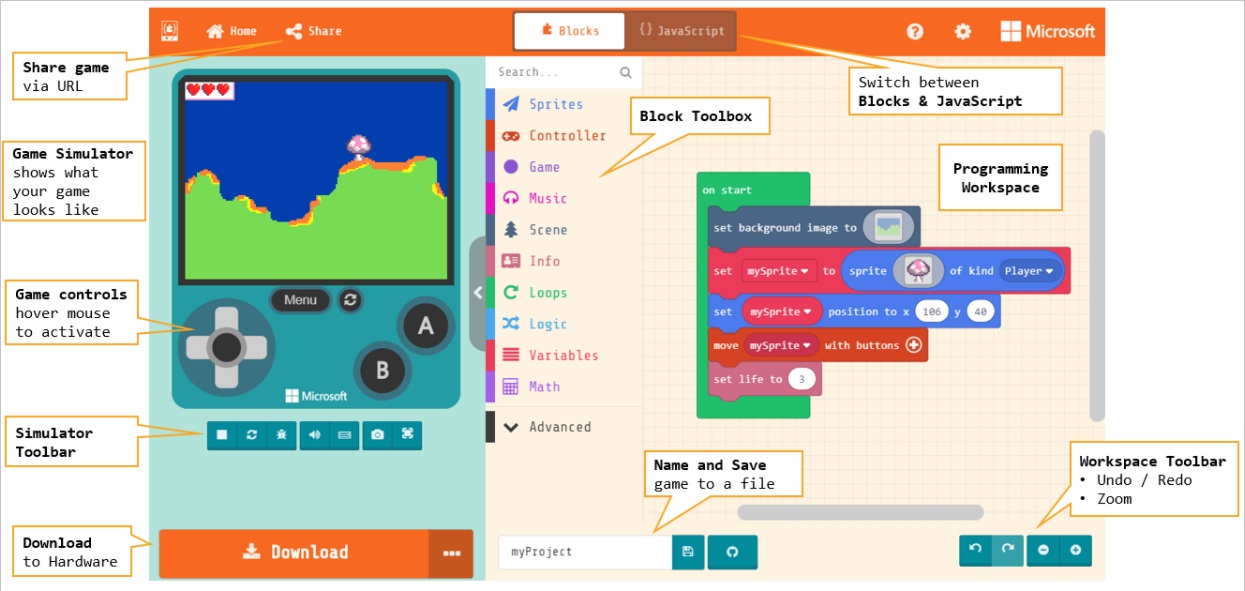 Home
Share
Blocks
{} JavaScript
Microsoft
Share game
via URL
Switch between
Blocks & JavaScript
Game Simulator
shows what
your game
looks like
Game controls
hover mouse
to activate
Menu
A
B
Microsoft
Simulator
Toolbar
Download
to Hardware
Download
Search...
Sprites
Controller
Game
Music
Scene
Info
Loops
Logic
Variables
Math
Advanced
Block Toolbox
Programming
Workspace
on start
set background image to
set mySprite to sprite of kind Player
set mySprite position to x 106 y 40
move mySprite with buttons
set life to 3
Name and Save
game to a file
myProject
Workspace Toolbar
• Undo / Redo
• Zoom